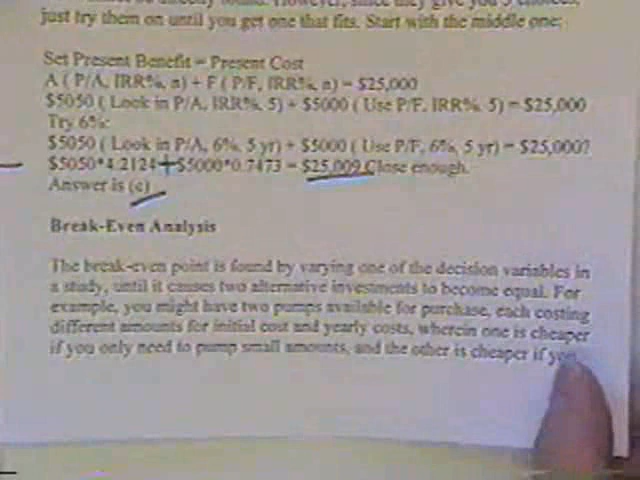 just try them on until you get one that fits. Start with the middle one:
Set Present Benefit = Present Cost
A ( P/A, IRR%, n) + F ( P/F, IRR%, n) = $25,000
$5050 ( Look in P/A, IRR%, 5) + $5000 ( Use P/F, IRR%, 5) = $25,000
Try 6%:
$5050 ( Look in P/A, 6%, 5 yr) + $5000 ( Use P/F, 6%, 5 yr) = $25,000?
$5050*4.2124 + $5000*0.7473 = $25,009 Close enough.
Answer is (c)
Break-Even Analysis
The break-even point is found by varying one of the decision variables in
a study, until it causes two alternative investments to become equal. For
example, you might have two pumps available for purchase, each costing
different amounts for initial cost and yearly costs, wherein one is cheaper
if you only need to pump small amounts, and the other is cheaper if you